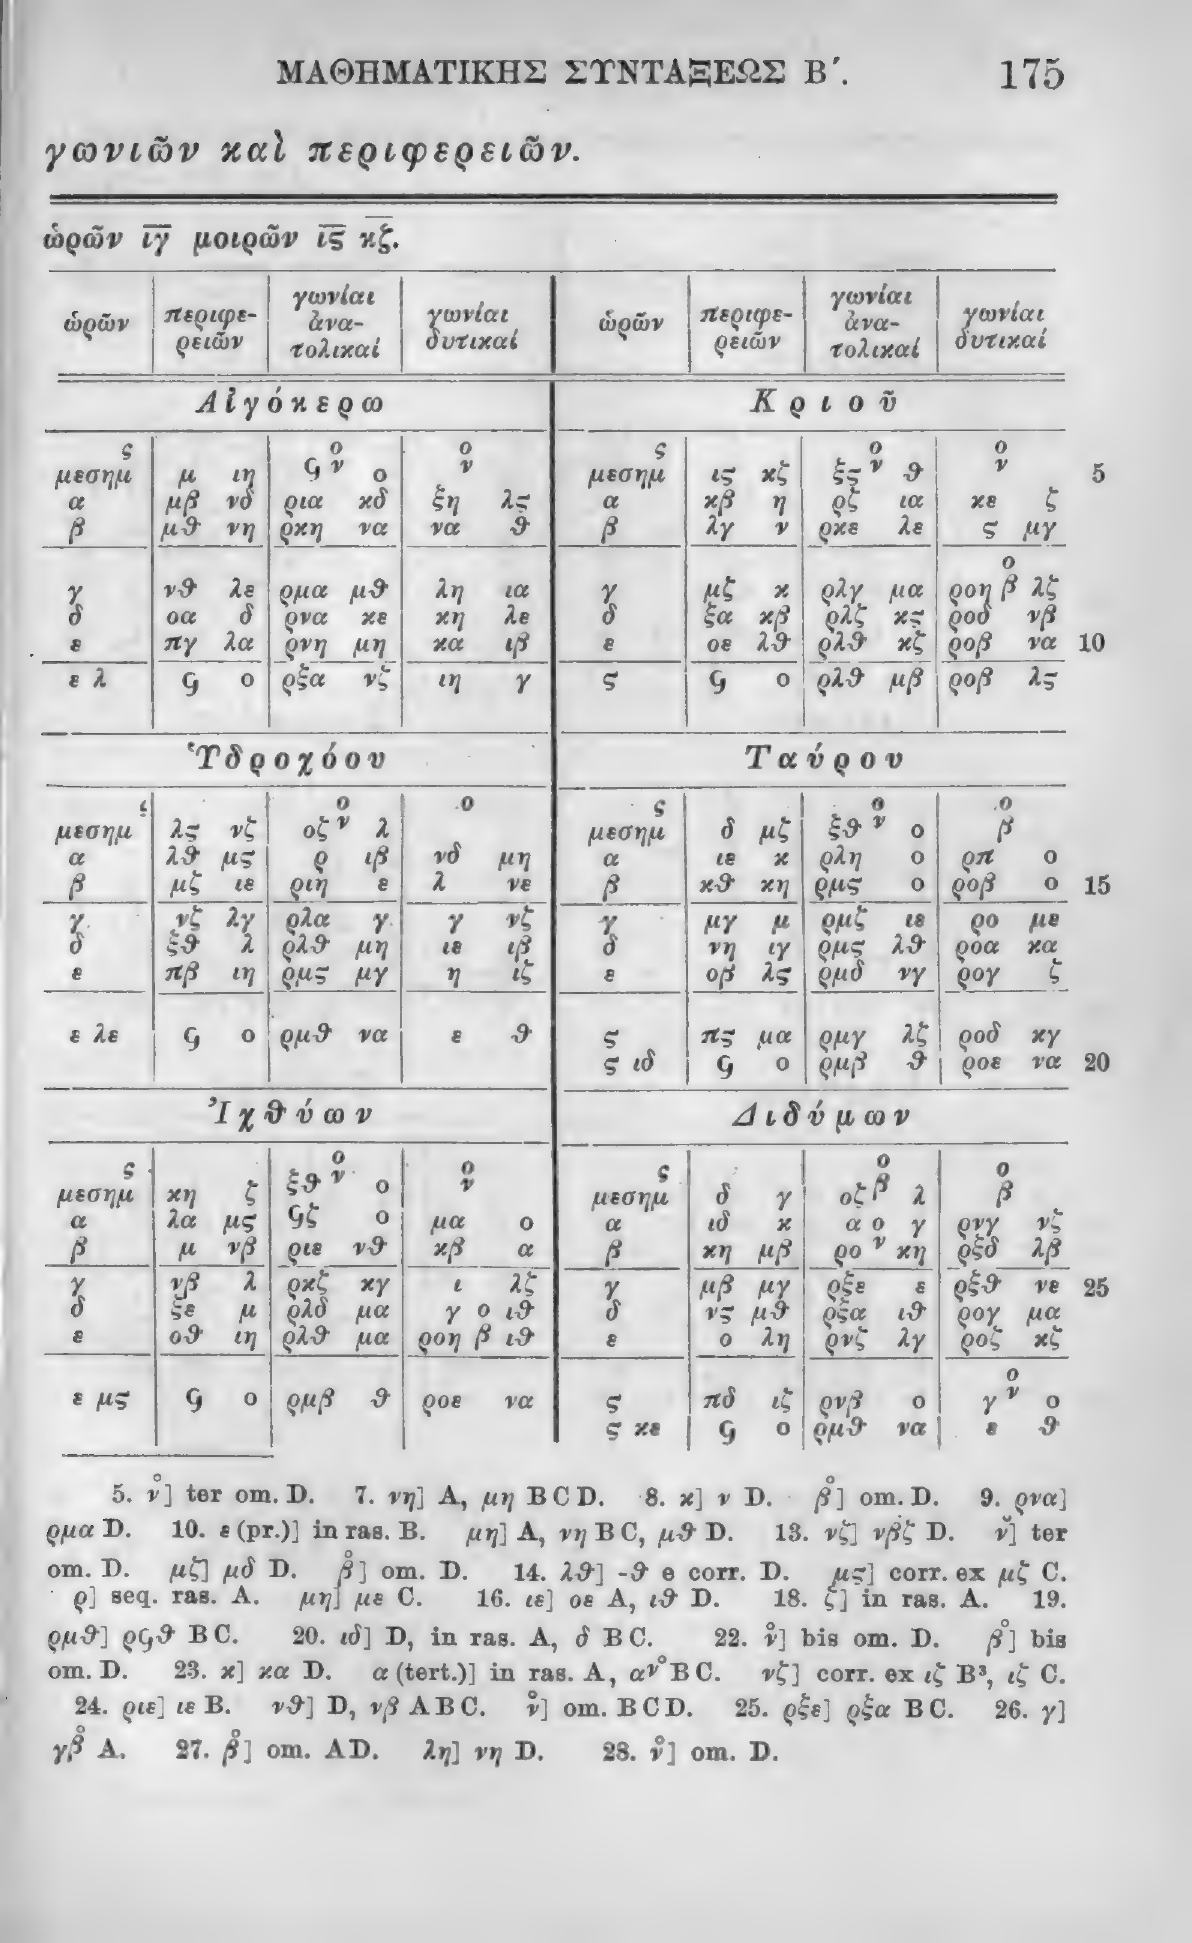 ΜΑΘΗΜΑΤΙΚΗΣ ΣΥΝΤΑΞΕΩΣ Β΄. 175
γωνιῶν καὶ περιφερειῶν.
ὡρῶν ι̅γ̅ μοιρῶν ι̅ϛ̅ κ̅ζ̅.
ὡρῶν περιφε- ρειῶν γωνίαι ἀνα- τολικαί γωνίαι δυτικαί ὡρῶν περιφε- ρειῶν γωνίαι ἀνα- τολικαί γωνίαι δυτικαί
Αἰγόκερω Κριοῦ
ς ο ο ς ο ο
μεσημ μ ιη ϟ ν ο ν μεσημ ιϛ κζ ξϛ ν θ ν 5
α μβ νδ ρια κδ ξη λϛ α κβ η ρζ ια κε ζ
β μθ νη ρκη να να θ β λγ ν ρκε λε ϛ μγ
ο
γ νθ λε ρμα μθ λη ια γ μζ κ ρλγ μα ροη β λζ
δ οα δ ρνα κε κη λε δ ξα κβ ρλζ κϛ ροδ νβ
ε πγ λα ρνη μη κα ιβ ε οε λθ ρλθ κζ ροβ να 10
ε λ ϟ ο ρξα νζ ιη γ ϛ ϟ ο ρλθ μβ ροβ λϛ
Ὑδροχόου Ταύρου
ς ο ο ς ο ο
μεσημ λϛ νζ οζ ν λ μεσημ δ μζ ξθ ν ο β
α λθ μϛ ρ ιβ νδ μη α ιε κ ρλη ο ρπ ο
β μζ ιε ριη ε λ νε β κθ κη ρμϛ ο ροβ ο 15
γ νζ λγ ρλα γ γ νζ γ μγ μ ρμζ ιε ρο με
δ ξθ λ ρλθ μη ιε ιβ δ νη ιγ ρμϛ λθ ροα κα
ε πβ ιη ρμϛ μγ η ιζ ε οβ λϛ ρμδ νγ ρογ ζ
ε λε ϟ ο ρμθ να ε θ ϛ πϛ μα ρμγ λζ ροδ κγ
ϛ ιδ ϟ ο ρμβ θ ροε να 20
Ἰχθύων Διδύμων
ς ο ο ς ο ο
μεσημ κη ζ ξθ ν ο ν μεσημ δ γ οζ β λ β
α λα μϛ ϟζ ο μα ο α ιδ κ α ο γ ρνγ νζ
β μ νβ ριε νθ κβ α β κη μβ ρο ν κη ρξδ λβ
γ νβ λ ρκζ κγ ι λζ γ μβ μγ ρξε ε ρξθ νε 25
δ ξε μ ρλδ μα γ ο ιθ δ νϛ μθ ρξα ιθ ρογ μα
ε οθ ιη ρλθ μα ροη β ιθ ε ο λη ρνζ λγ ροζ κζ
ο
ε μϛ ϟ ο ρμβ θ ροε να ϛ πδ ιζ ρνβ ο γ ν ο
ϛ κε ϟ ο ρμθ να ε θ
5. ν̊] ter om. D. 7. νη] A, μη BCD. 8. κ] ν D. β̊] om. D. 9. ρνα]
ρμα D. 10. ε (pr.)] in ras. B. μη] A, νη BC, μθ D. 13. νζ] νβζ D. ν̊] ter
om. D. μζ] μδ D. β̊] om. D. 14. λθ] -θ e corr. D. μϛ] corr. ex μζ C.
ρ] seq. ras. A. μη] με C. 16. ιε] οε A, ιθ D. 18. ζ] in ras. A. 19.
ρμθ] ρϟθ BC. 20. ιδ] D, in ras. A, δ BC. 22. ν̊] bis om. D. β̊] bis
om. D. 23. κ] κα D. α (tert.)] in ras. A, αν̊ BC. νζ] corr. ex ιζ B³, ιζ C.
24. ριε] ιε B. νθ] D, νβ ABC. ν̊] om. BCD. 25. ρξε] ρξα BC. 26. γ]
γβ̊ A. 27. β̊] om. AD. λη] νη D. 28. ν̊] om. D.